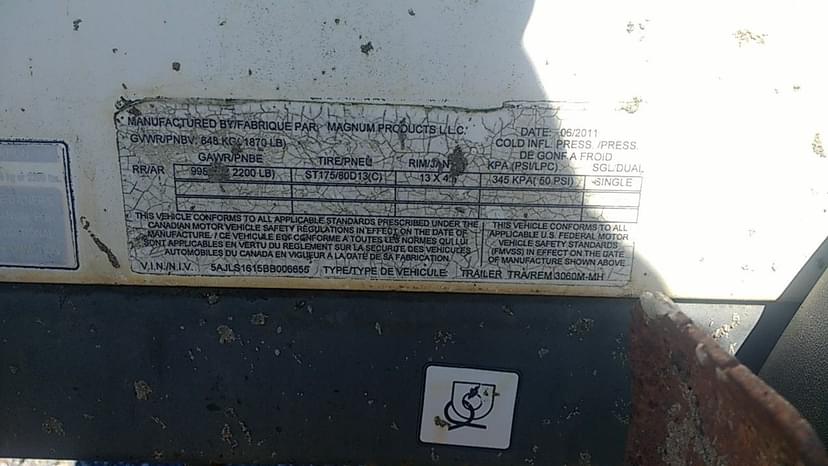 MANUFACTURED BY/FABRIQUE PAR: MAGNUM PRODUCTS L.L.C. DATE: 06/2011
GVWR/PNBV: 848 KG( 1870 LB) COLD INFL. PRESS. /PRESS.
DE GONF.A FROID
GAWR/PNBE TIRE/PNEU RIM/JAN KPA (PSI/LPC) SGL/DUAL
RR/AR 998 2200 LB) ST175/80D13(C) 13 X 4. 345 KPA( 50 PSI) SINGLE
THIS VEHICLE CONFORMS TO ALL APPLICABLE STANDARDS PRESCRIBED UNDER THE
CANADIAN MOTOR VEHICLE SAFETY REGULATIONS IN EFFECT ON THE DATE OF
MANUFACTURE. / CE VEHICULE EST CONFORME A TOUTES LES NORMES QUI LUI
SONT APPLICABLES EN VERTU DU REGLEMENT SUR LA SECURITE DES VEHICULES
AUTOMOBILES DU CANADA EN VIGUEUR A LA DATE DE SA FABRICATION.
THIS VEHICLE CONFORMS TO ALL
APPLICABLE U.S. FEDERAL MOTOR
VEHICLE SAFETY STANDARDS
(FMVSS) IN EFFECT ON THE DATE
OF MANUFACTURE SHOWN ABOVE.
V.I.N./N.I.V. 5AJLS1615BB006655 TYPE/TYPE DE VEHICULE: TRAILER TRA/REM 3060M-MH